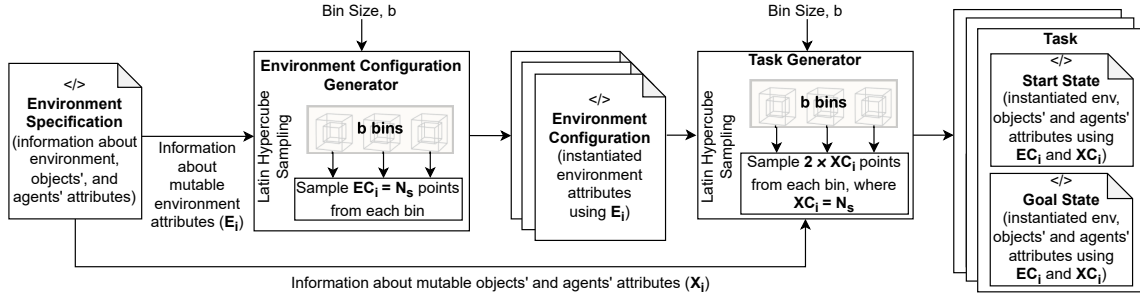 Bin Size, b
Bin Size, b
</>
Environment
Specification
(information about
environment,
objects', and
agents' attributes)
Information
about
mutable
environment
attributes (Ei)
Environment Configuration
Generator
Latin Hypercube
Sampling
b bins
Sample ECi = Ns points
from each bin
</>
Environment
Configuration
(instantiated
environment
attributes
using Ei)
Task Generator
Latin Hypercube
Sampling
b bins
Sample 2 × XCi points
from each bin, where
XCi = Ns
Task
</>
Start State
(instantiated env,
objects' and agents'
attributes using
ECi and XCi)
</>
Goal State
(instantiated env,
objects' and agents'
attributes using
ECi and XCi)
Information about mutable objects' and agents' attributes (Xi)